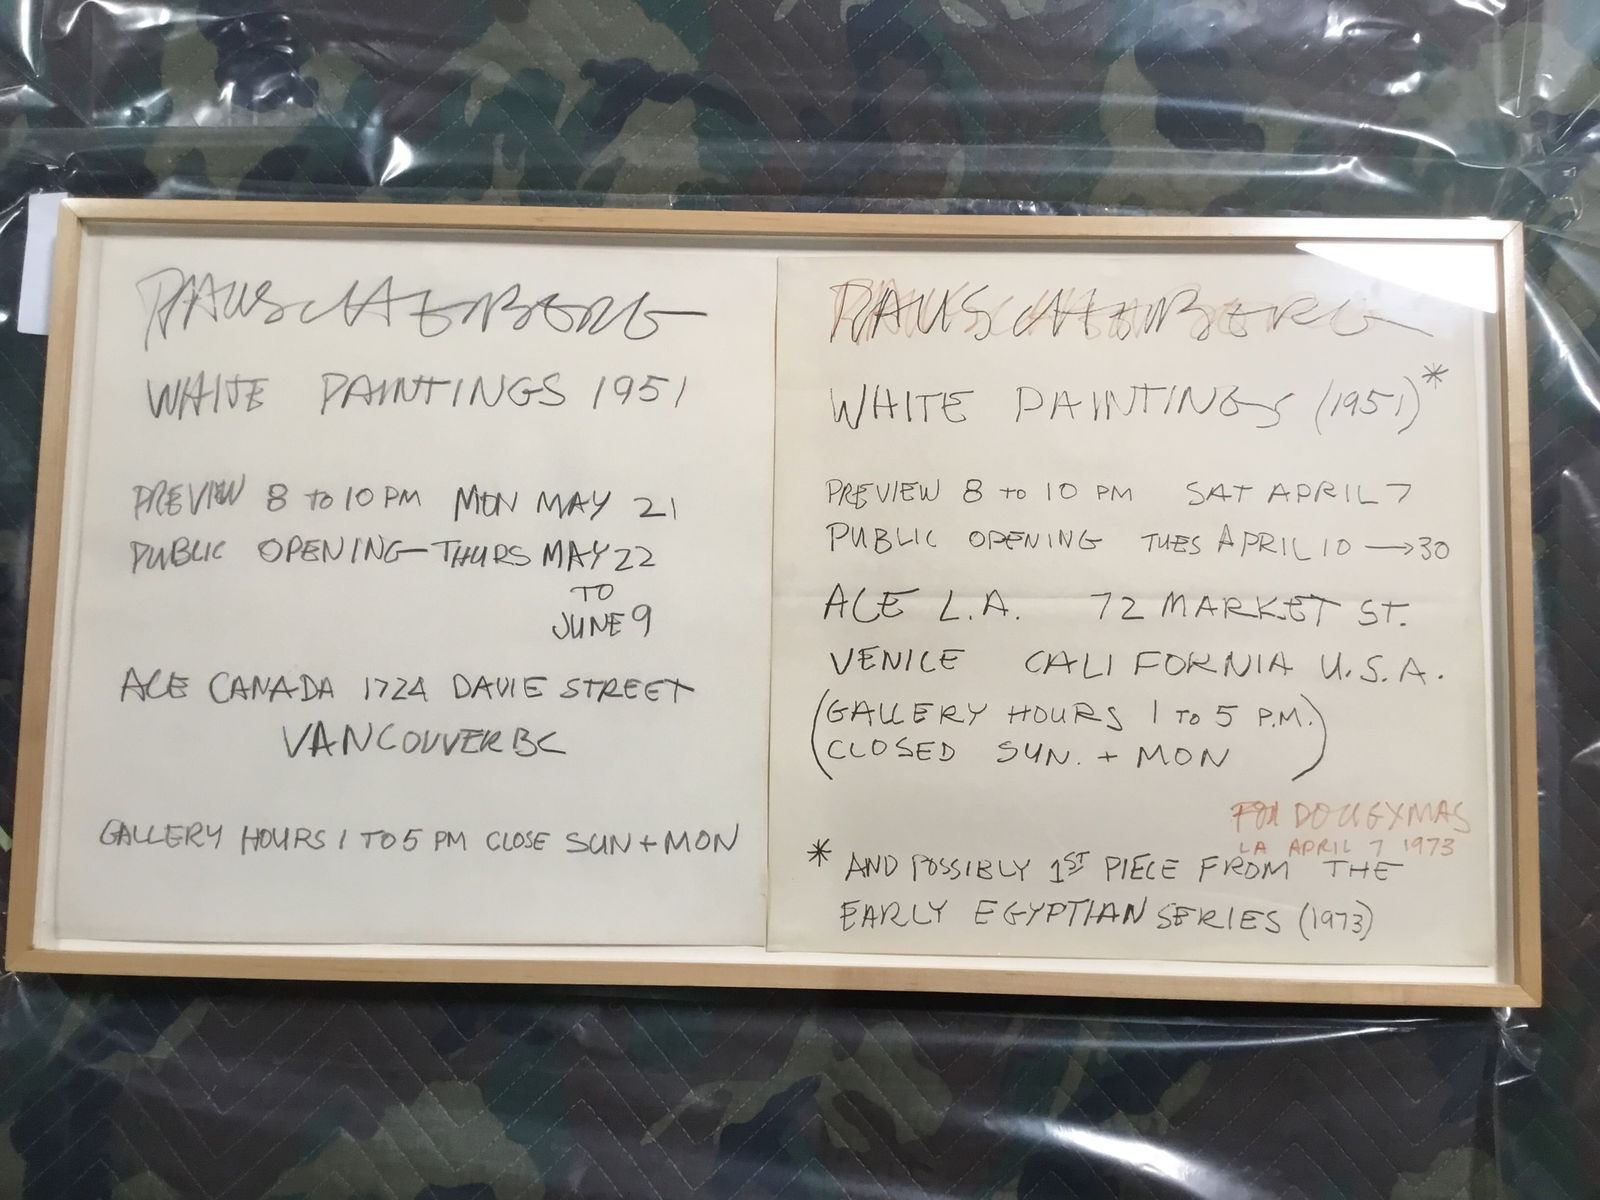 RAUSCHENBERG
WHITE PAINTINGS 1951
PREVIEW 8 TO 10 PM MON MAY 21
PUBLIC OPENING—THURS MAY 22
TO
JUNE 9
ACE CANADA 1724 DAVIE STREET
VANCOUVER BC
GALLERY HOURS 1 TO 5 PM CLOSE SUN + MON
RAUSCHENBERG
WHITE PAINTINGS (1951)*
PREVIEW 8 TO 10 PM SAT APRIL 7
PUBLIC OPENING TUES APRIL 10 → 30
ACE L.A. 72 MARKET ST.
VENICE CALIFORNIA U.S.A.
(GALLERY HOURS 1 TO 5 P.M.
CLOSED SUN. + MON)
FOR DOUG XMAS
LA APRIL 7 1973
* AND POSSIBLY 1ST PIECE FROM THE
EARLY EGYPTIAN SERIES (1973)